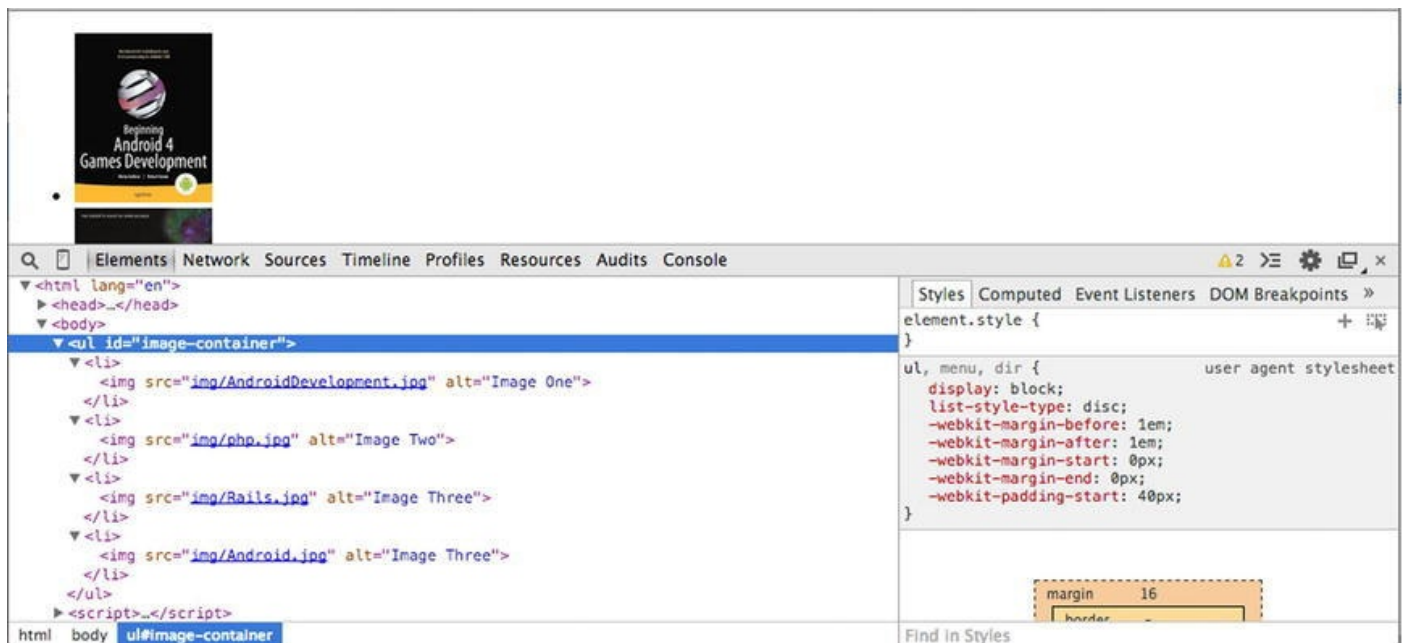 Beginning
Android 4
Games Development
Elements Network Sources Timeline Profiles Resources Audits Console
2
▼<html lang="en">
▶<head>…</head>
▼<body>
▼<ul id="image-container">
▼<li>
<img src="img/AndroidDevelopment.jpg" alt="Image One">
</li>
▼<li>
<img src="img/php.jpg" alt="Image Two">
</li>
▼<li>
<img src="img/Rails.jpg" alt="Image Three">
</li>
▼<li>
<img src="img/Android.jpg" alt="Image Three">
</li>
</ul>
▶<script>…</script>
html body ul#image-container
Styles Computed Event Listeners DOM Breakpoints »
element.style {
}
ul, menu, dir { user agent stylesheet
display: block;
list-style-type: disc;
-webkit-margin-before: 1em;
-webkit-margin-after: 1em;
-webkit-margin-start: 0px;
-webkit-margin-end: 0px;
-webkit-padding-start: 40px;
}
margin 16
border -
Find in Styles